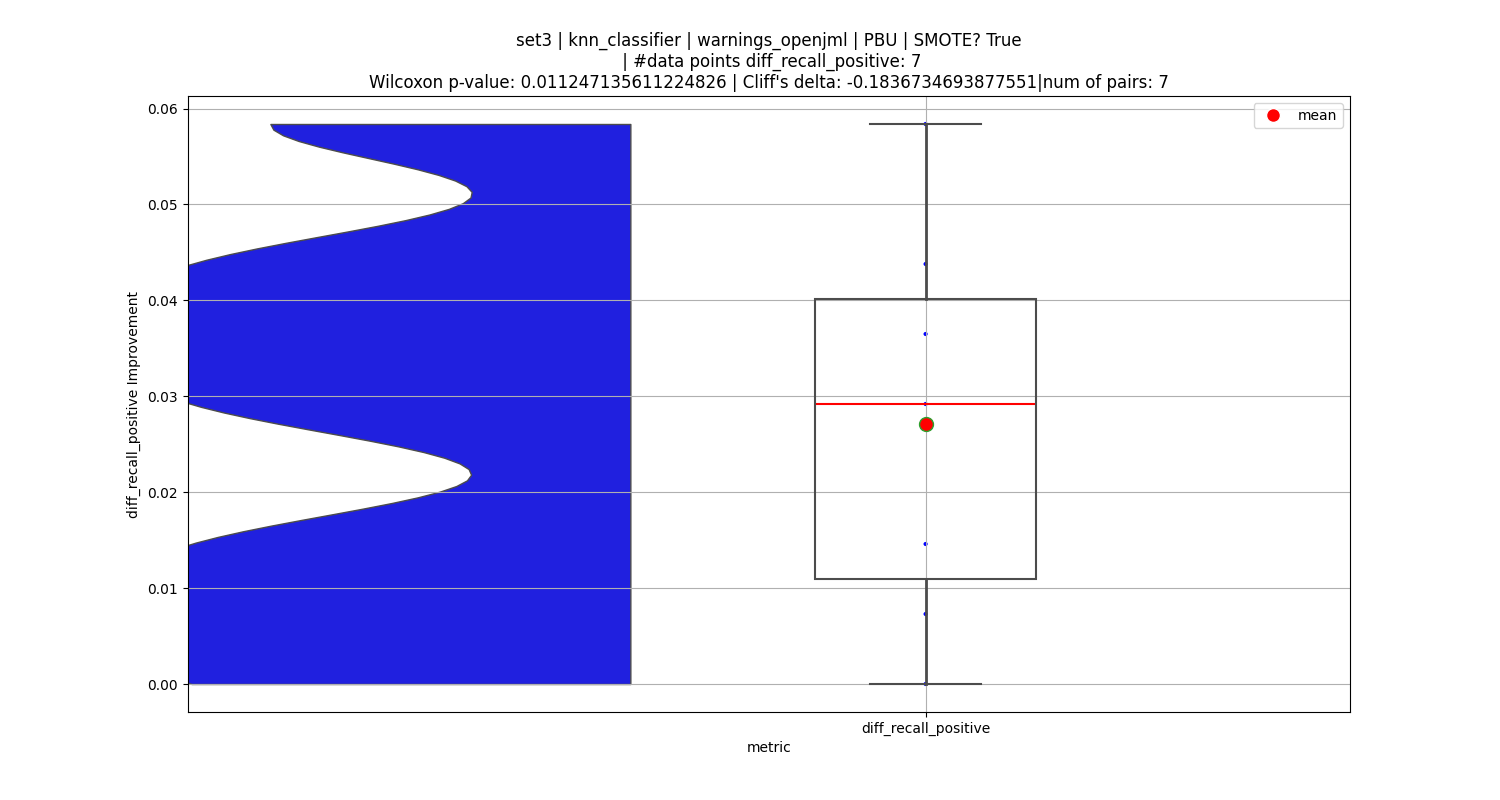 set3 | knn_classifier | warnings_openjml | PBU | SMOTE? True
| #data points diff_recall_positive: 7
Wilcoxon p-value: 0.011247135611224826 | Cliff's delta: -0.1836734693877551|num of pairs: 7
mean
diff_recall_positive Improvement
0.06
0.05
0.04
0.03
0.02
0.01
0.00
diff_recall_positive
metric